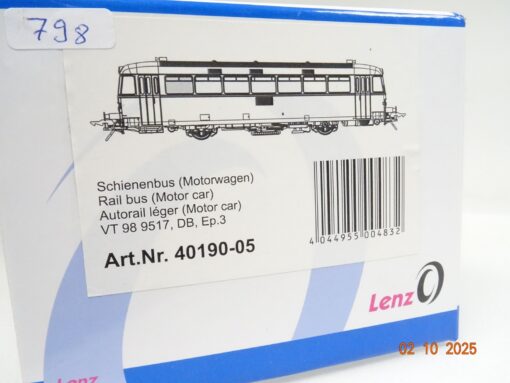 798
Schienenbus (Motorwagen)
Rail bus (Motor car)
Autorail léger (Motor car)
VT 98 9517, DB, Ep.3
Art.Nr. 40190-05
4 044955 004832
Lenz
02 10 2025
Lenz